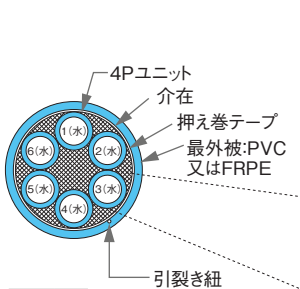 4Pユニット
介在
押え巻テープ
最外被:PVC
又はFRPE
1(水)
6(水)
2(水)
5(水)
3(水)
4(水)
引裂き紐